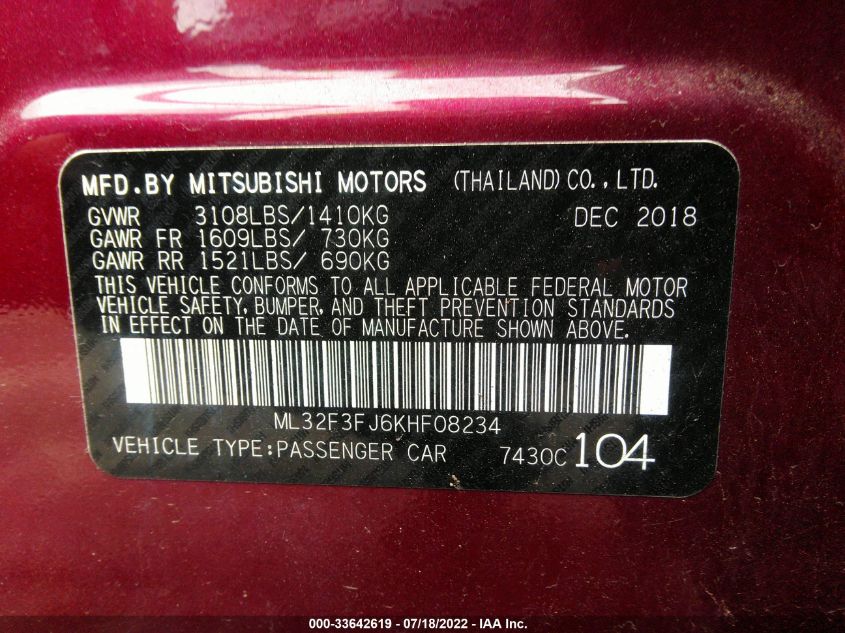 MFD.BY MITSUBISHI MOTORS (THAILAND)CO.,LTD.
GVWR 3108LBS/1410KG DEC 2018
GAWR FR 1609LBS/ 730KG
GAWR RR 1521LBS/ 690KG
THIS VEHICLE CONFORMS TO ALL APPLICABLE FEDERAL MOTOR
VEHICLE SAFETY, BUMPER, AND THEFT PREVENTION STANDARDS
IN EFFECT ON THE DATE OF MANUFACTURE SHOWN ABOVE.
ML32F3FJ6KHF08234
VEHICLE TYPE:PASSENGER CAR 7430C 104
000-33642619 - 07/18/2022 - IAA Inc.